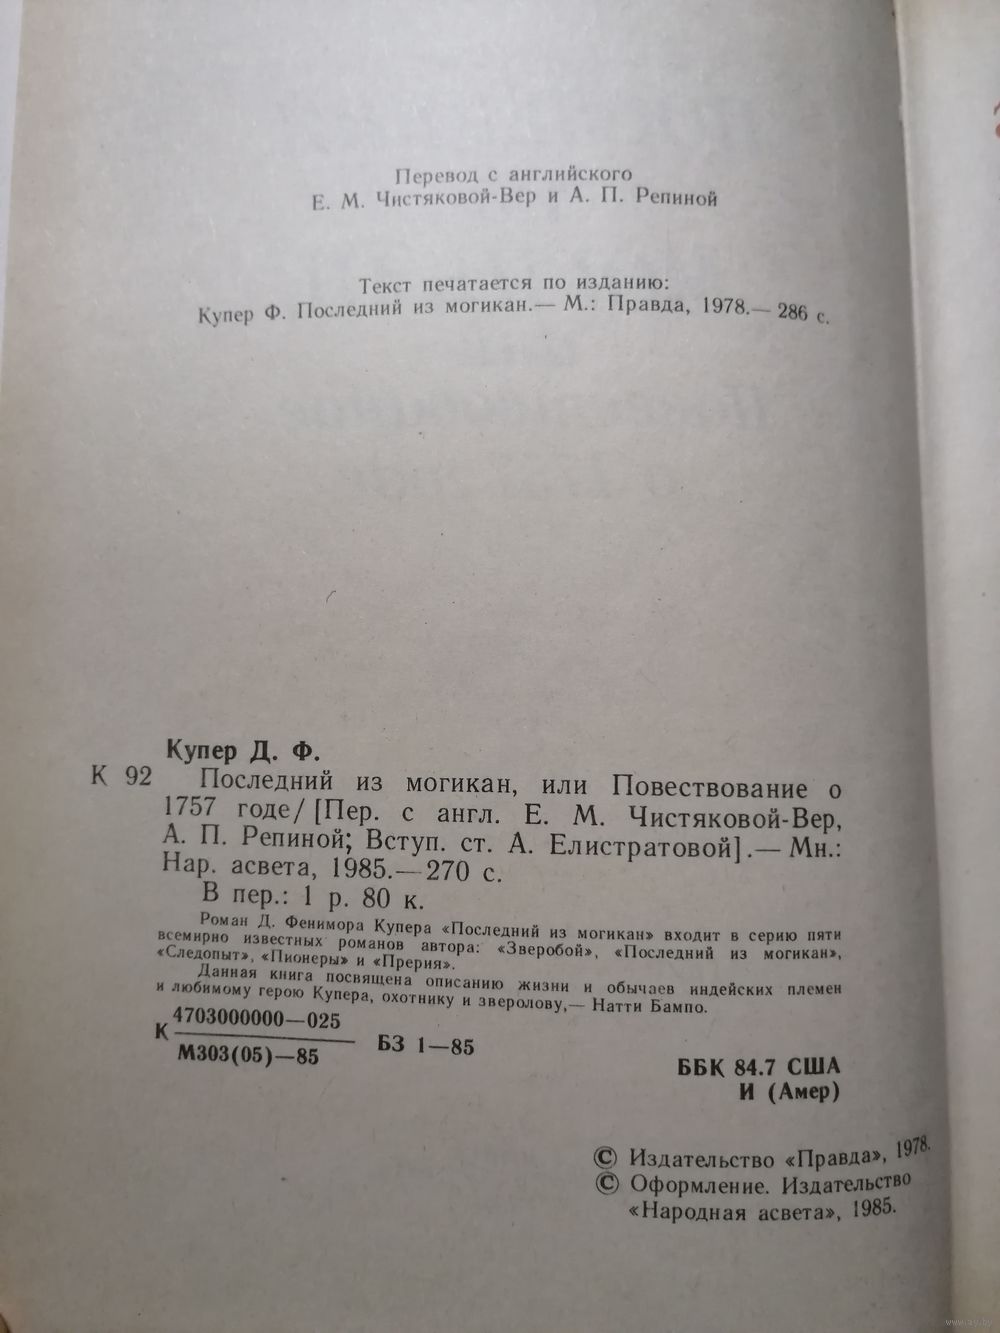 Перевод с английского
Е. М. Чистяковой-Вер и А. П. Репиной
Текст печатается по изданию:
Купер Ф. Последний из могикан.— М.: Правда, 1978.— 286 с.
Купер Д. Ф.
К 92 Последний из могикан, или Повествование о
1757 годе/ [Пер. с англ. Е. М. Чистяковой-Вер,
А. П. Репиной; Вступ. ст. А. Елистратовой].— Мн.:
Нар. асвета, 1985.—270 с.
В пер.: 1 р. 80 к.
Роман Д. Фенимора Купера «Последний из могикан» входит в серию пяти
всемирно известных романов автора: «Зверобой», «Последний из могикан»,
«Следопыт», «Пионеры» и «Прерия».
Данная книга посвящена описанию жизни и обычаев индейских племен
и любимому герою Купера, охотнику и зверолову,— Натти Бампо.
4703000000—025
К
М303(05)—85
БЗ 1—85
ББК 84.7 США
И (Амер)
© Издательство «Правда», 1978.
© Оформление. Издательство
«Народная асвета», 1985.
www.ay.by